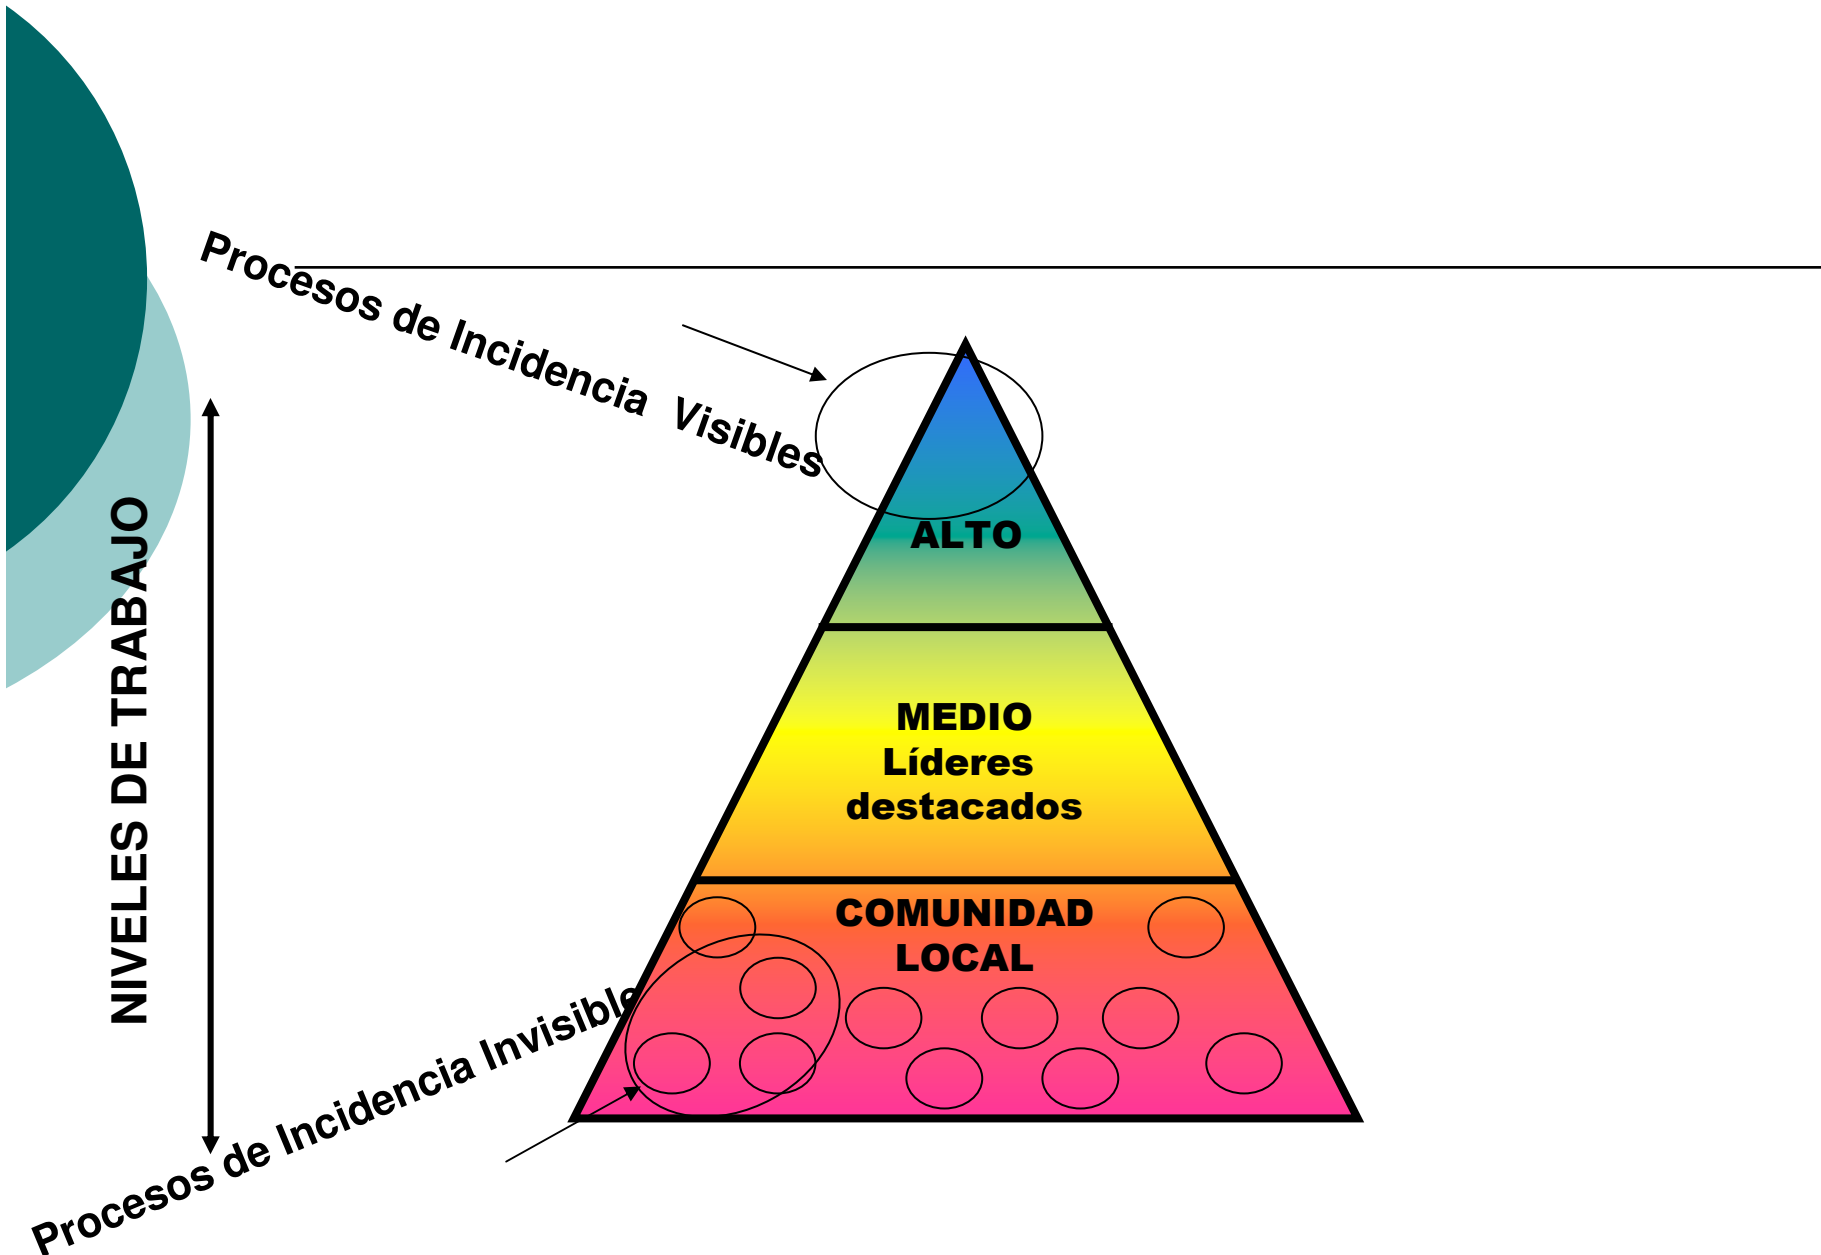 Procesos de Incidencia Visibles
NIVELES DE TRABAJO
ALTO
MEDIO
Líderes
destacados
COMUNIDAD
LOCAL
Procesos de Incidencia Invisible